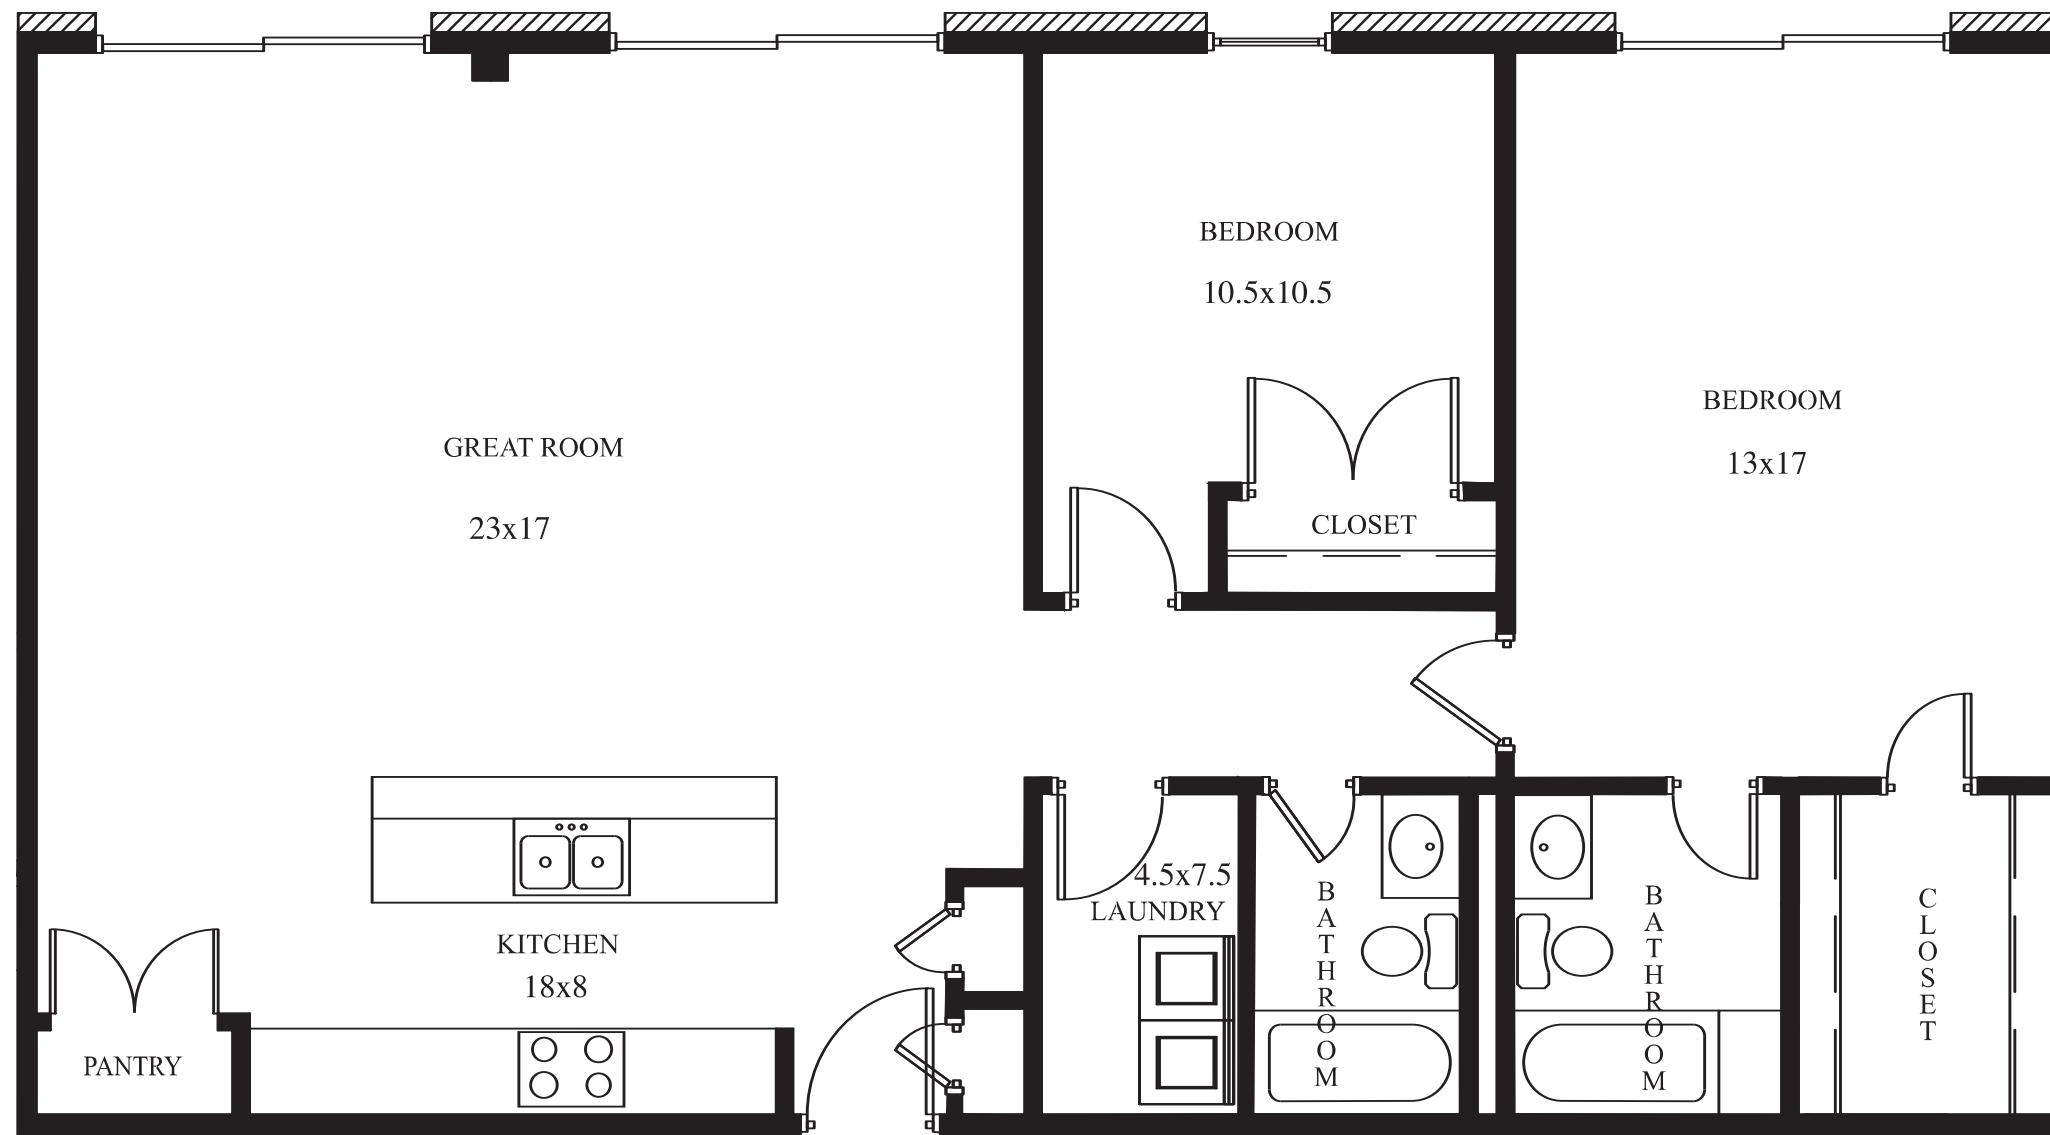 BEDROOM
10.5x10.5
BEDROOM
13x17
GREAT ROOM
23x17
CLOSET
4.5x7.5
LAUNDRY
BATHROOM
BATHROOM
CLOSET
KITCHEN
18x8
PANTRY